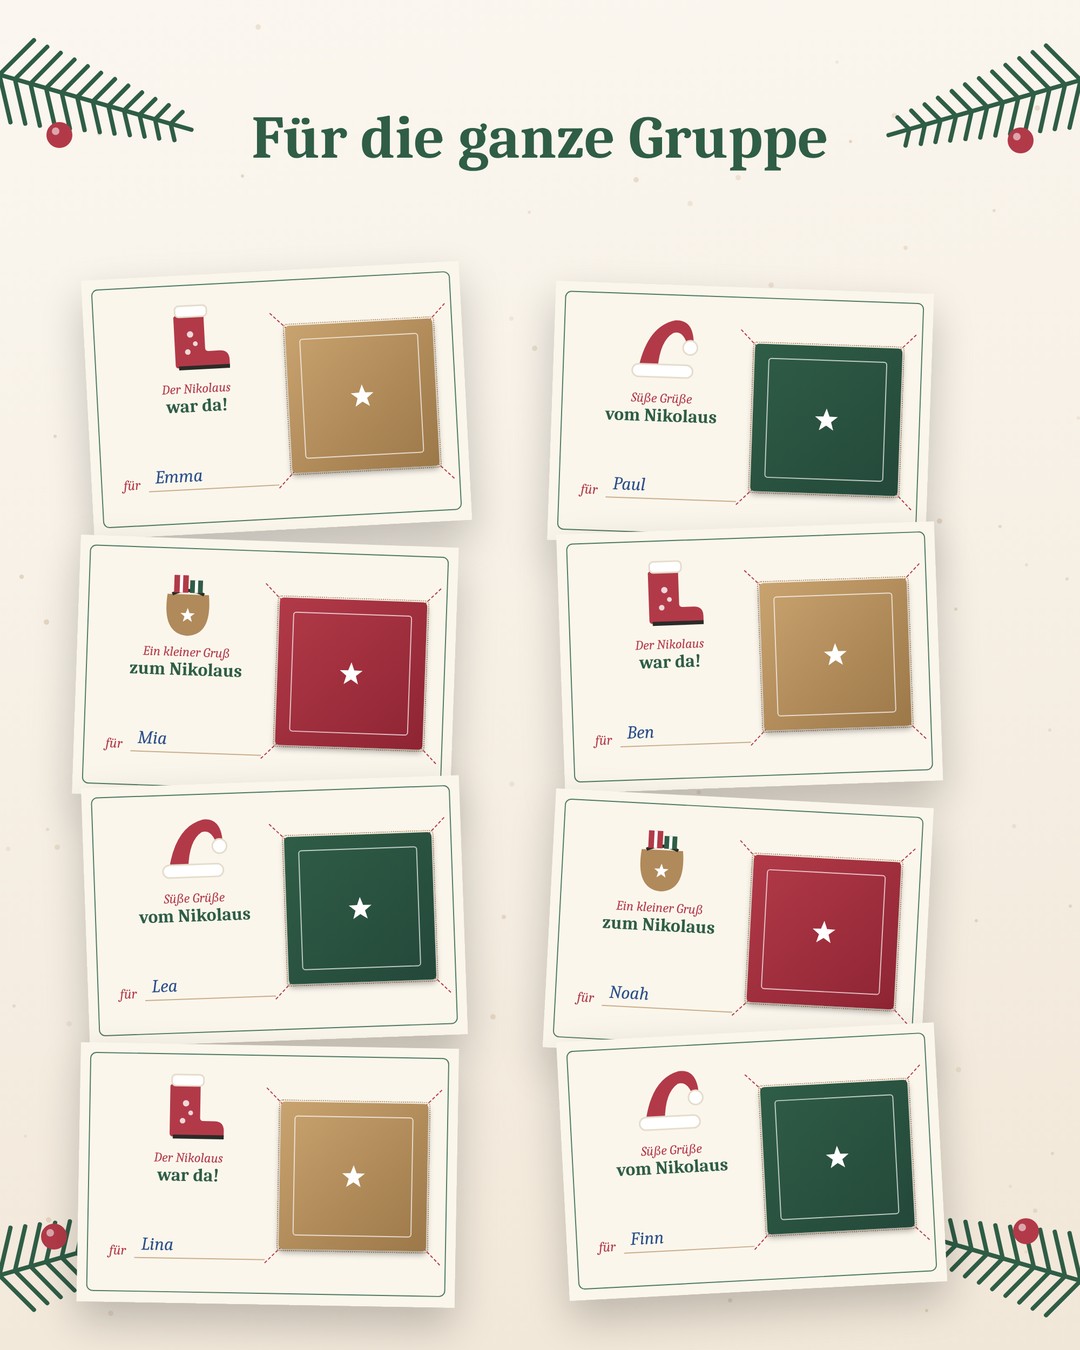 Für die ganze Gruppe
Der Nikolaus
war da!
für Emma
Süße Grüße
vom Nikolaus
für Paul
Ein kleiner Gruß
zum Nikolaus
für Mia
Der Nikolaus
war da!
für Ben
Süße Grüße
vom Nikolaus
für Lea
Ein kleiner Gruß
zum Nikolaus
für Noah
Der Nikolaus
war da!
für Lina
Süße Grüße
vom Nikolaus
für Finn